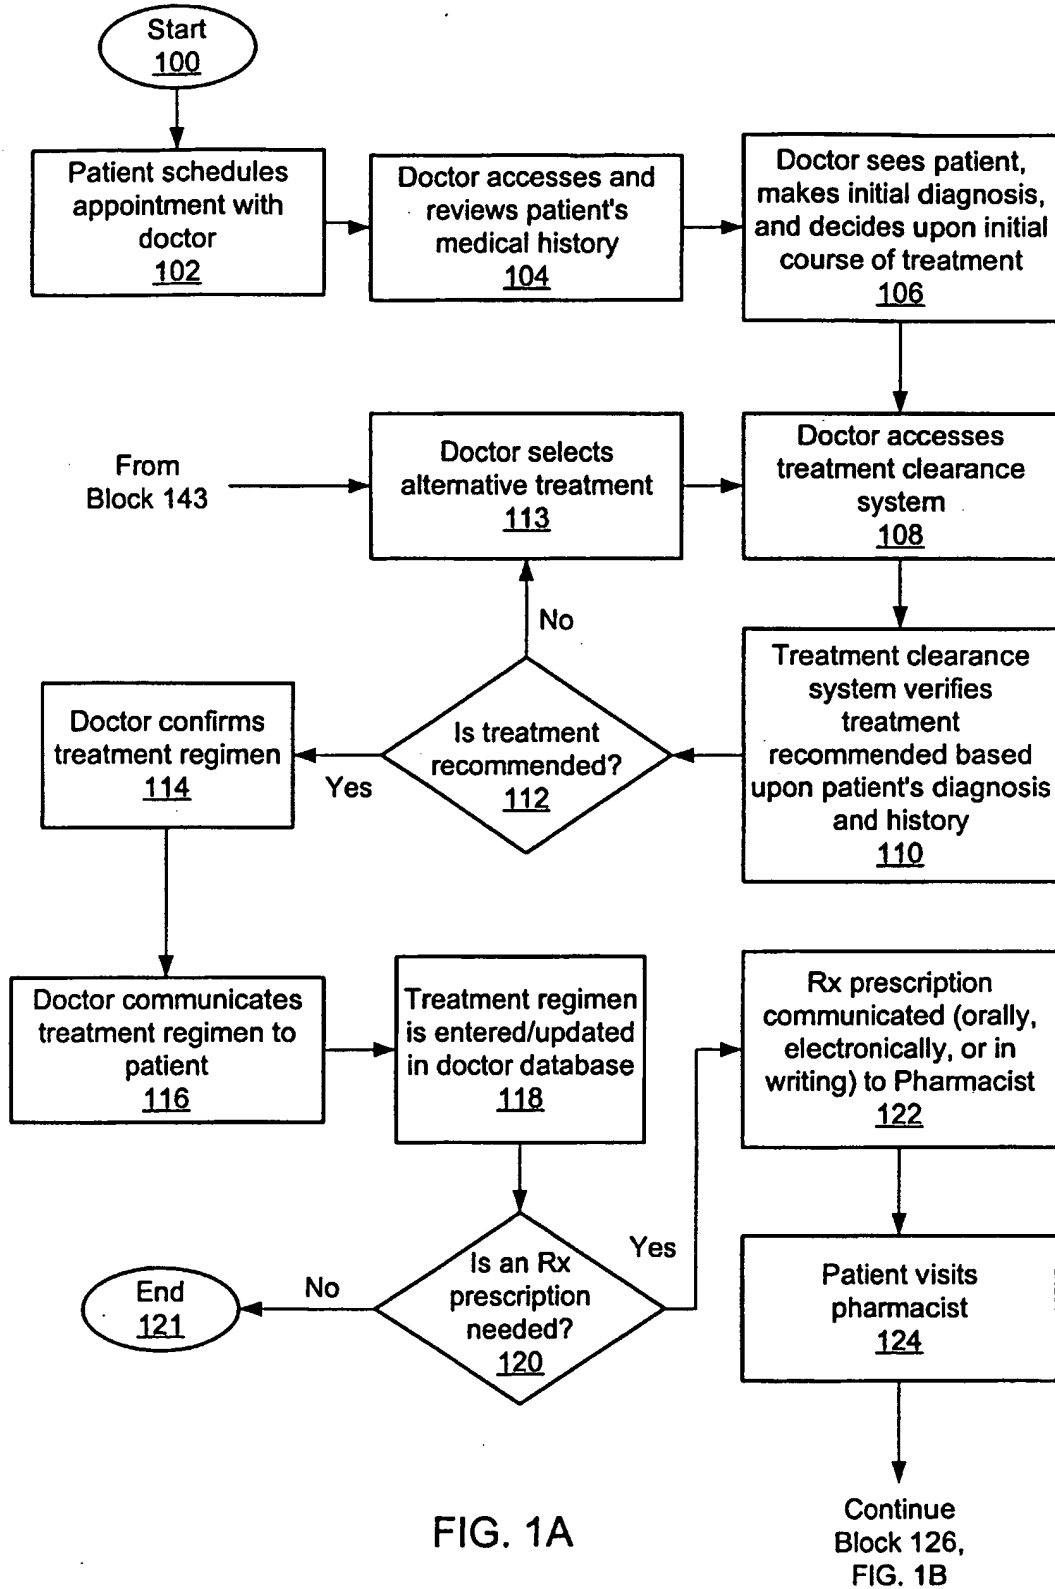 Start
100
Patient schedules
appointment with
doctor
102
Doctor accesses and
reviews patient's
medical history
104
Doctor sees patient,
makes initial diagnosis,
and decides upon initial
course of treatment
106
From
Block 143
Doctor selects
alternative treatment
113
Doctor accesses
treatment clearance
system
108
No
Treatment clearance
system verifies
treatment
recommended based
upon patient's diagnosis
and history
110
Is treatment
recommended?
112
Yes
Doctor confirms
treatment regimen
114
Doctor communicates
treatment regimen to
patient
116
Treatment regimen
is entered/updated
in doctor database
118
Rx prescription
communicated (orally,
electronically, or in
writing) to Pharmacist
122
Is an Rx
prescription
needed?
120
Yes
No
End
121
Patient visits
pharmacist
124
Continue
Block 126,
FIG. 1B
FIG. 1A